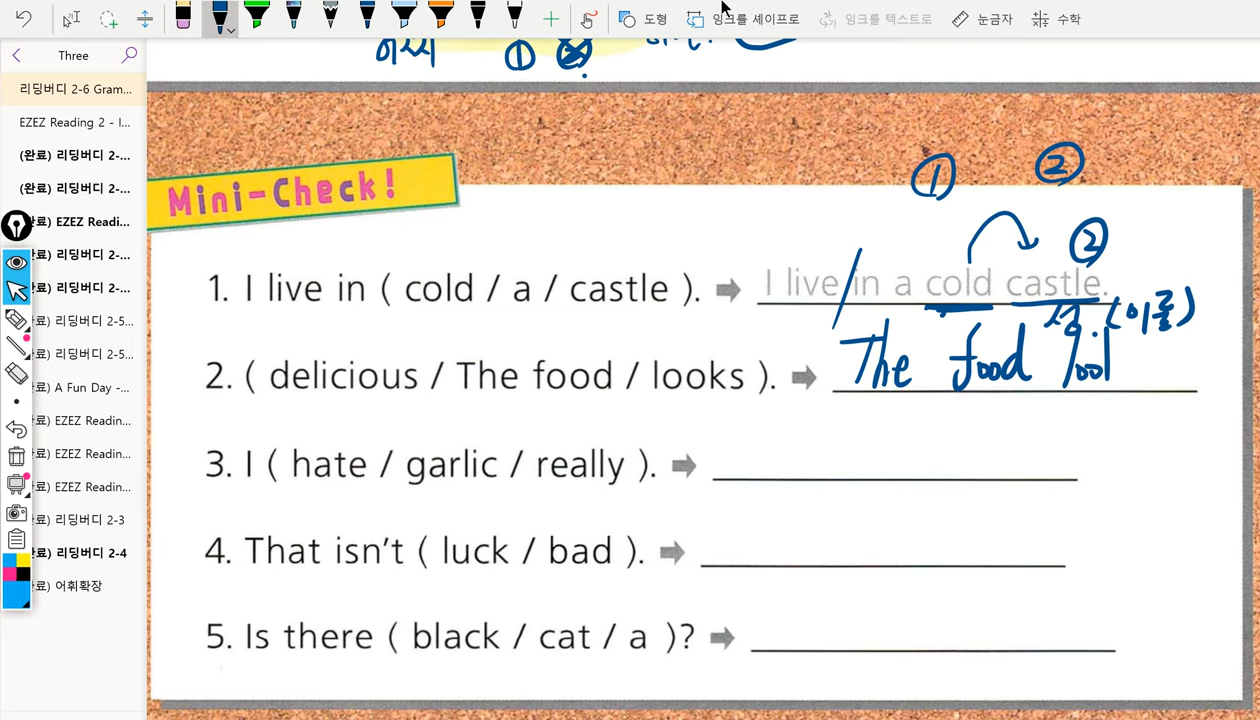 도형 잉크를 셰이프로 잉크를 텍스트로 눈금자 수학
Three
어찌 ① ②
리딩버디 2-6 Gram...
EZEZ Reading 2 - I...
(완료) 리딩버디 2-...
료) 리딩버디 2-...
료) EZEZ Readi...
료) 리딩버디 2-...
료) 리딩버디 2-...
료) 리딩버디 2-5...
료) 리딩버디 2-5...
료) A Fun Day -...
료) EZEZ Readin...
료) EZEZ Readin...
료) EZEZ Readin...
료) 리딩버디 2-3
료) 리딩버디 2-4
료) 어휘확장
Mini-Check!
① ②
②
1. I live in ( cold / a / castle ). ➡ I live in a cold castle.
성. (이름)
2. ( delicious / The food / looks ). ➡ The food lool
3. I ( hate / garlic / really ). ➡
4. That isn't ( luck / bad ). ➡
5. Is there ( black / cat / a )? ➡